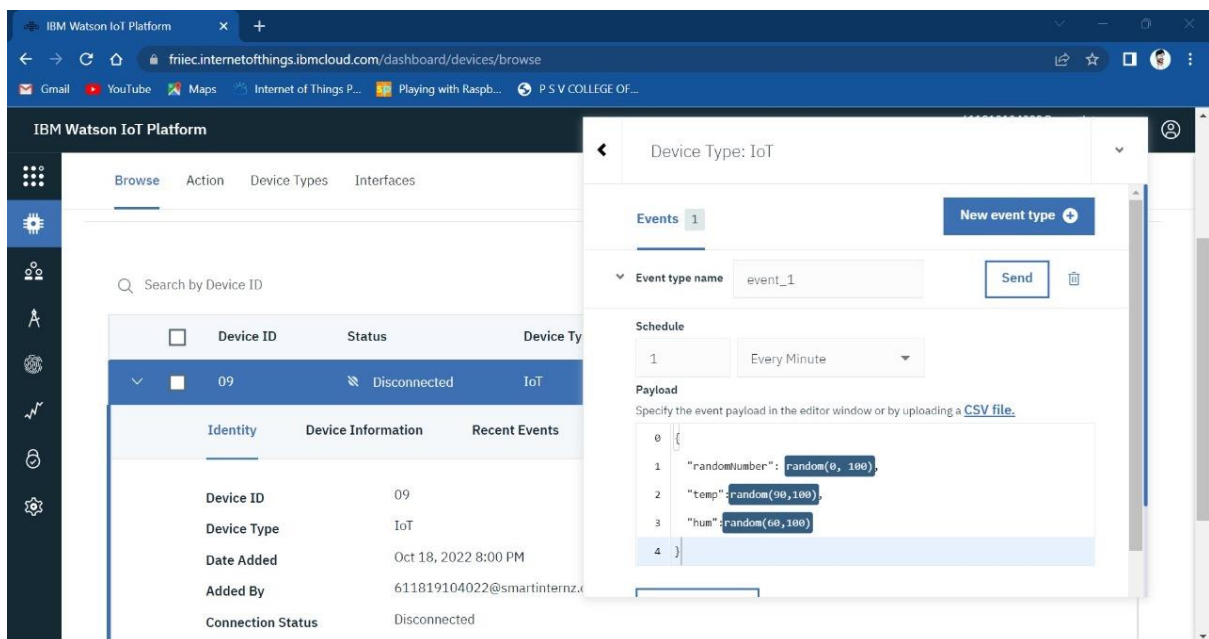 IBM Watson IoT Platform
friiec.internetofthings.ibmcloud.com/dashboard/devices/browse
Gmail YouTube Maps Internet of Things P... Playing with Raspb... P S V COLLEGE OF...
IBM Watson IoT Platform
Browse Action Device Types Interfaces
Search by Device ID
Device ID Status Device Ty
09 Disconnected IoT
Identity Device Information Recent Events
Device ID 09
Device Type IoT
Date Added Oct 18, 2022 8:00 PM
Added By 611819104022@smartinternz.
Connection Status Disconnected
Device Type: IoT
Events 1
New event type
Event type name event_1 Send
Schedule
1 Every Minute
Payload
Specify the event payload in the editor window or by uploading a CSV file.
0 {
1 "randomNumber": random(0, 100),
2 "temp":random(90,100),
3 "hum":random(60,100)
4 }